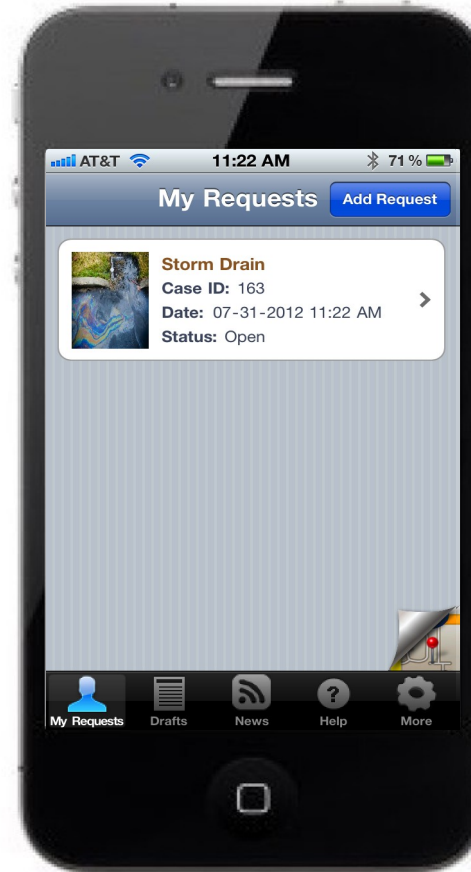 AT&T 11:22 AM 71%
My Requests Add Request
Storm Drain
Case ID: 163
Date: 07-31-2012 11:22 AM
Status: Open
My Requests Drafts News Help More
?